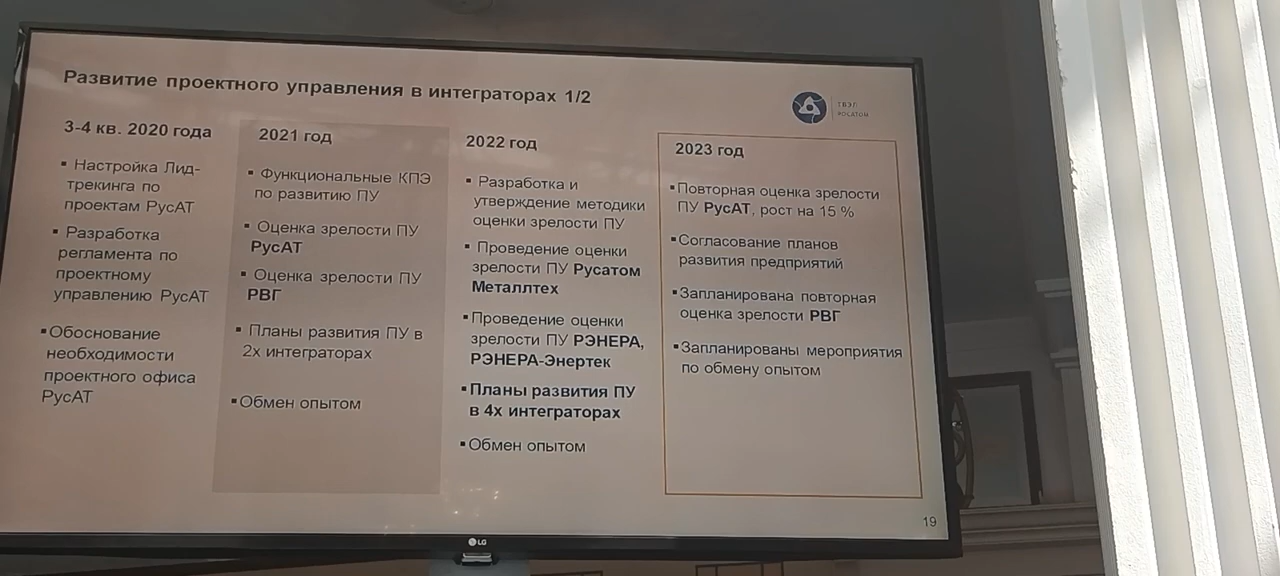 Развитие проектного управления в интеграторах 1/2
ТВЭЛ
РОСАТОМ
3-4 кв. 2020 года
▪ Настройка Лид-
трекинга по
проектам РусАТ
▪ Разработка
регламента по
проектному
управлению РусАТ
▪Обоснование
необходимости
проектного офиса
РусАТ
2021 год
▪ Функциональные КПЭ
по развитию ПУ
▪ Оценка зрелости ПУ
РусАТ
▪ Оценка зрелости ПУ
РВГ
▪ Планы развития ПУ в
2х интеграторах
▪Обмен опытом
2022 год
▪ Разработка и
утверждение методики
оценки зрелости ПУ
▪ Проведение оценки
зрелости ПУ Русатом
Металлтех
▪Проведение оценки
зрелости ПУ РЭНЕРА,
РЭНЕРА-Энертек
▪Планы развития ПУ
в 4х интеграторах
▪Обмен опытом
2023 год
▪Повторная оценка зрелости
ПУ РусАТ, рост на 15 %
▪Согласование планов
развития предприятий
▪Запланирована повторная
оценка зрелости РВГ
▪Запланированы мероприятия
по обмену опытом
19
LG